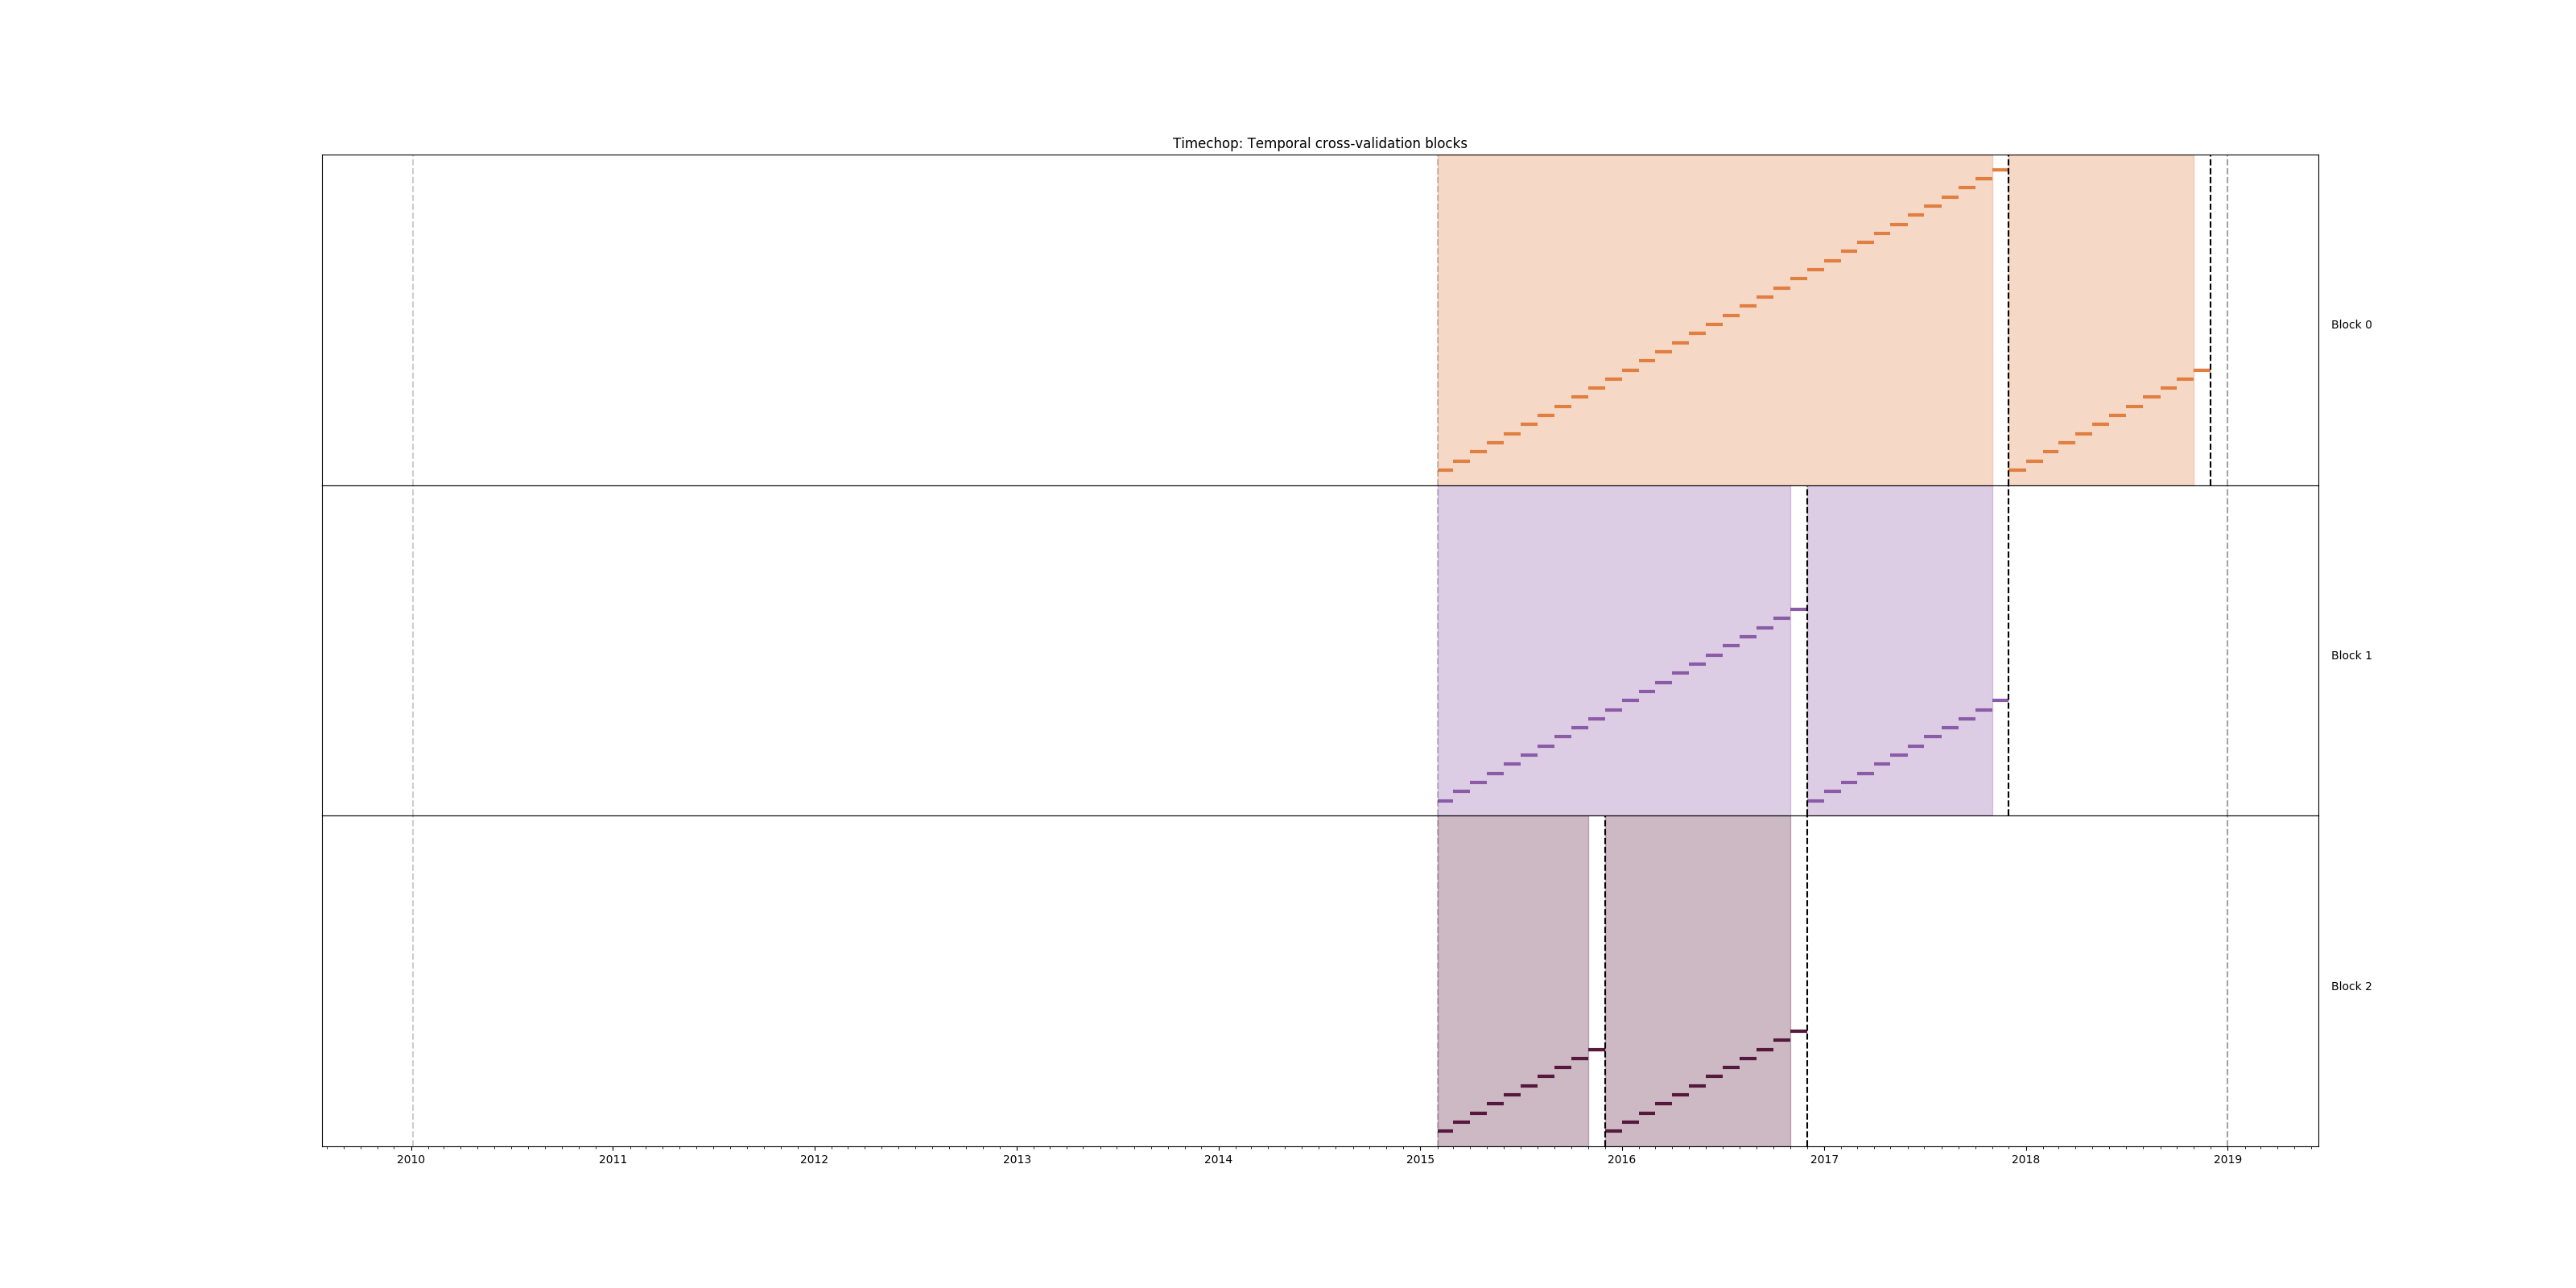 Timechop: Temporal cross-validation blocks
Block 0
Block 1
Block 2
2010 2011 2012 2013 2014 2015 2016 2017 2018 2019